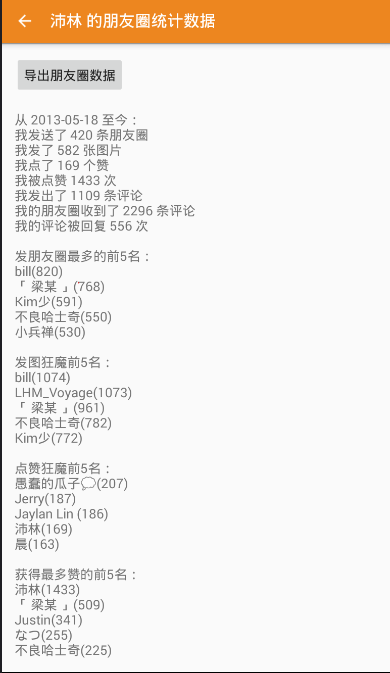 沛林 的朋友圈统计数据
导出朋友圈数据
从 2013-05-18 至今：
我发送了 420 条朋友圈
我发了 582 张图片
我点了 169 个赞
我被点赞 1433 次
我发出了 1109 条评论
我的朋友圈收到了 2296 条评论
我的评论被回复 556 次
发朋友圈最多的前5名：
bill(820)
「 梁某 」(768)
Kim少(591)
不良哈士奇(550)
小兵禅(530)
发图狂魔前5名：
bill(1074)
LHM_Voyage(1073)
「 梁某 」(961)
不良哈士奇(782)
Kim少(772)
点赞狂魔前5名：
愚蠢的瓜子💭(207)
Jerry(187)
Jaylan Lin (186)
沛林(169)
晨(163)
获得最多赞的前5名：
沛林(1433)
「 梁某 」(509)
Justin(341)
なつ(255)
不良哈士奇(225)